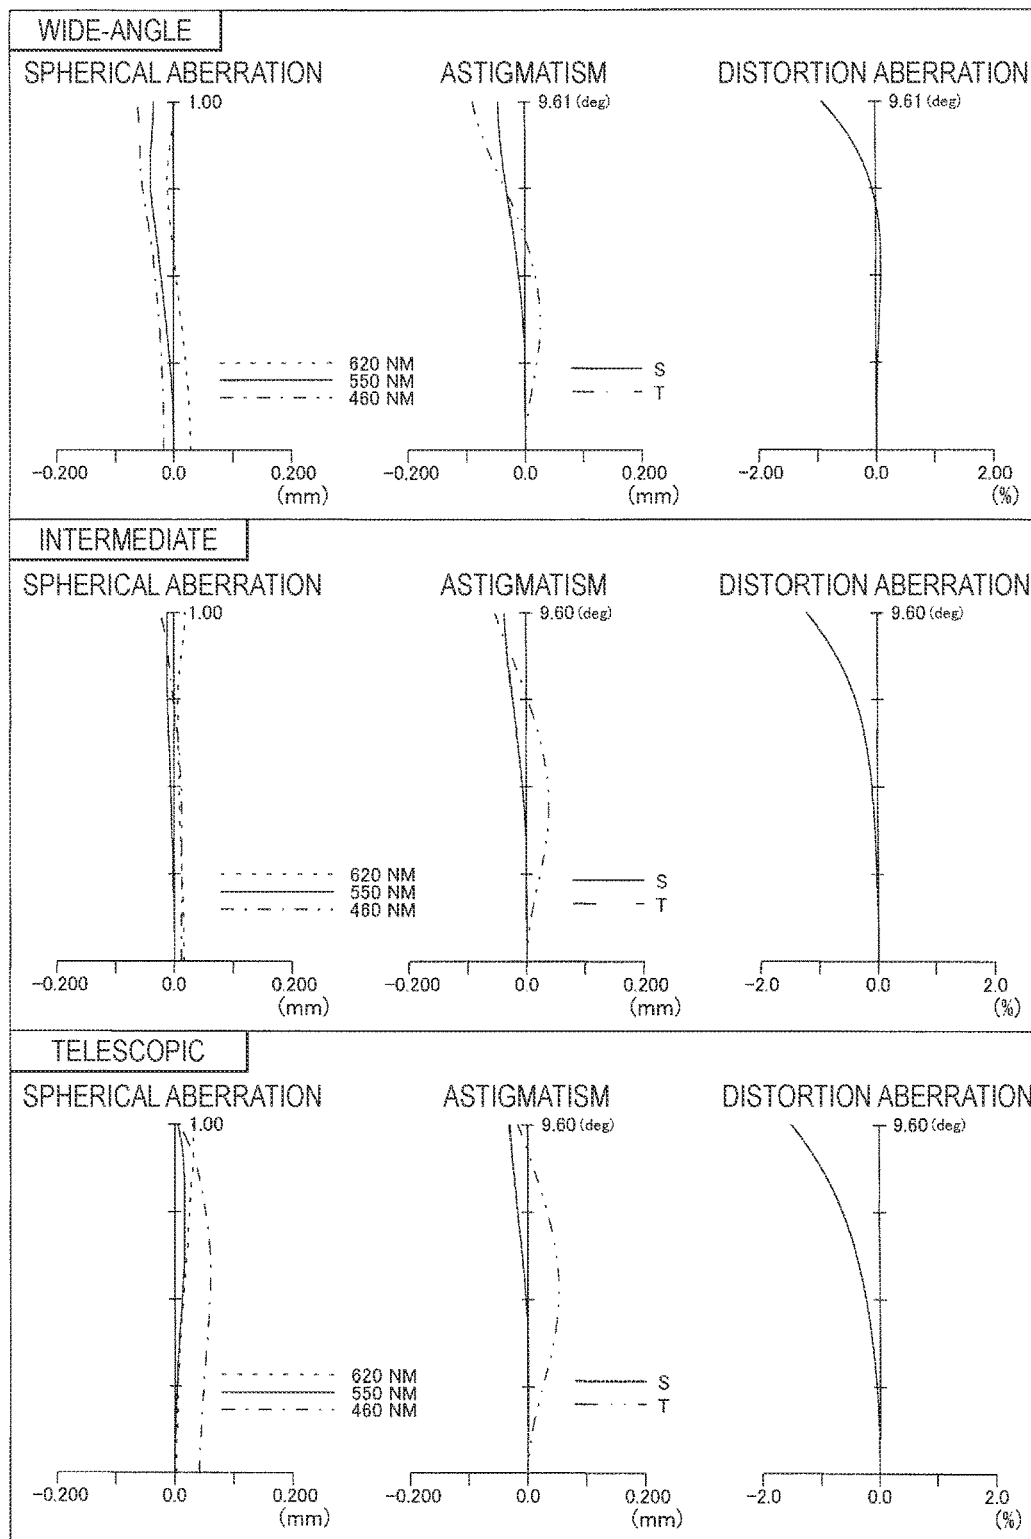 WIDE-ANGLE
SPHERICAL ABERRATION
ASTIGMATISM
DISTORTION ABERRATION
1.00
9.61 (deg)
9.61 (deg)
620 NM
550 NM
460 NM
S
T
-0.200 0.0 0.200
(mm)
-0.200 0.0 0.200
(mm)
-2.00 0.0 2.00
(%)
INTERMEDIATE
SPHERICAL ABERRATION
ASTIGMATISM
DISTORTION ABERRATION
1.00
9.60 (deg)
9.60 (deg)
620 NM
550 NM
460 NM
S
T
-0.200 0.0 0.200
(mm)
-0.200 0.0 0.200
(mm)
-2.0 0.0 2.0
(%)
TELESCOPIC
SPHERICAL ABERRATION
ASTIGMATISM
DISTORTION ABERRATION
1.00
9.60 (deg)
9.60 (deg)
620 NM
550 NM
460 NM
S
T
-0.200 0.0 0.200
(mm)
-0.200 0.0 0.200
(mm)
-2.0 0.0 2.0
(%)